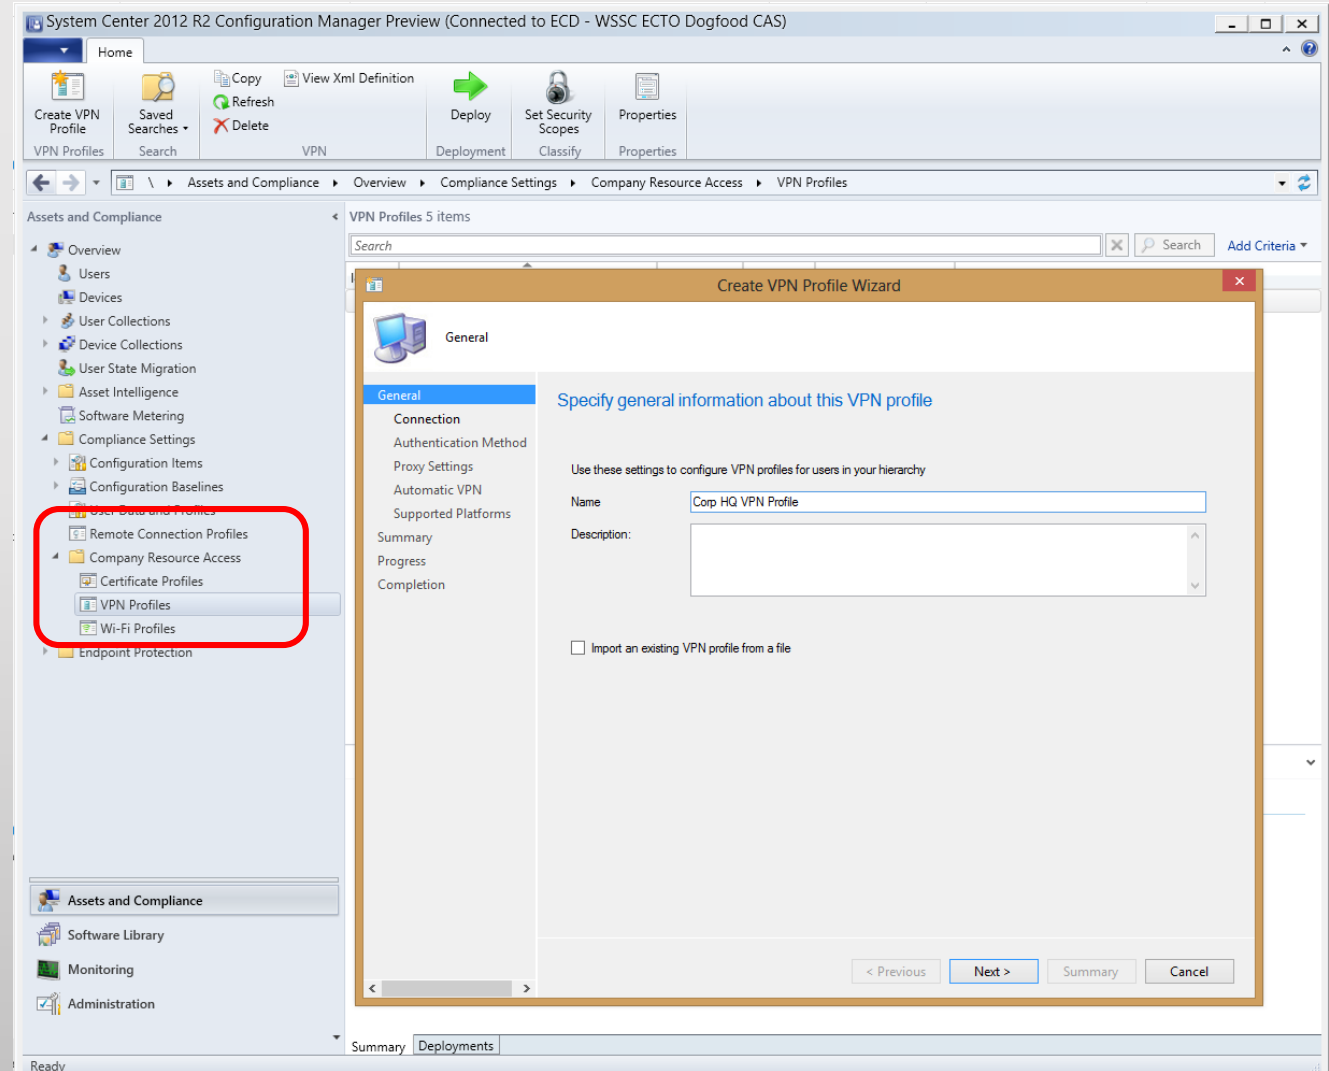 System Center 2012 R2 Configuration Manager Preview (Connected to ECD - WSSC ECTO Dogfood CAS)
Home
Create VPN Profile
Saved Searches
Copy
Refresh
Delete
View Xml Definition
Deploy
Set Security Scopes
Properties
VPN Profiles
Search
VPN
Deployment
Classify
Properties
\ Assets and Compliance Overview Compliance Settings Company Resource Access VPN Profiles
Assets and Compliance
Overview
Users
Devices
User Collections
Device Collections
User State Migration
Asset Intelligence
Software Metering
Compliance Settings
Configuration Items
Configuration Baselines
User Data and Profiles
Remote Connection Profiles
Company Resource Access
Certificate Profiles
VPN Profiles
Wi-Fi Profiles
Endpoint Protection
Assets and Compliance
Software Library
Monitoring
Administration
VPN Profiles 5 items
Search
Search
Add Criteria
Create VPN Profile Wizard
General
General
Connection
Authentication Method
Proxy Settings
Automatic VPN
Supported Platforms
Summary
Progress
Completion
Specify general information about this VPN profile
Use these settings to configure VPN profiles for users in your hierarchy
Name
Corp HQ VPN Profile
Description:
Import an existing VPN profile from a file
< Previous
Next >
Summary
Cancel
Summary
Deployments
Ready